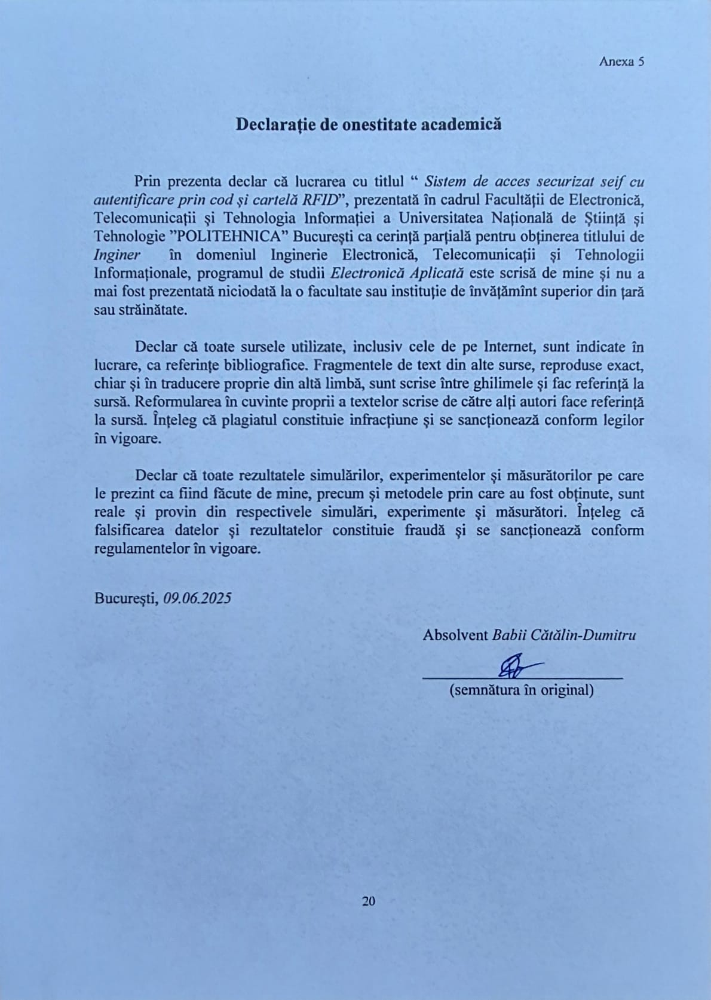 Anexa 5
Declarație de onestitate academică
Prin prezenta declar că lucrarea cu titlul “ Sistem de acces securizat seif cu
autentificare prin cod și cartelă RFID”, prezentată în cadrul Facultății de Electronică,
Telecomunicații și Tehnologia Informației a Universitatea Națională de Știință și
Tehnologie ”POLITEHNICA” București ca cerință parțială pentru obținerea titlului de
Inginer în domeniul Inginerie Electronică, Telecomunicații și Tehnologii
Informaționale, programul de studii Electronică Aplicată este scrisă de mine și nu a
mai fost prezentată niciodată la o facultate sau instituție de învățămînt superior din țară
sau străinătate.
Declar că toate sursele utilizate, inclusiv cele de pe Internet, sunt indicate în
lucrare, ca referințe bibliografice. Fragmentele de text din alte surse, reproduse exact,
chiar și în traducere proprie din altă limbă, sunt scrise între ghilimele și fac referință la
sursă. Reformularea în cuvinte proprii a textelor scrise de către alți autori face referință
la sursă. Înțeleg că plagiatul constituie infracțiune și se sancționează conform legilor
în vigoare.
Declar că toate rezultatele simulărilor, experimentelor și măsurătorilor pe care
le prezint ca fiind făcute de mine, precum și metodele prin care au fost obținute, sunt
reale și provin din respectivele simulări, experimente și măsurători. Înțeleg că
falsificarea datelor și rezultatelor constituie fraudă și se sancționează conform
regulamentelor în vigoare.
București, 09.06.2025
Absolvent Babii Cătălin-Dumitru
(semnătura în original)
20